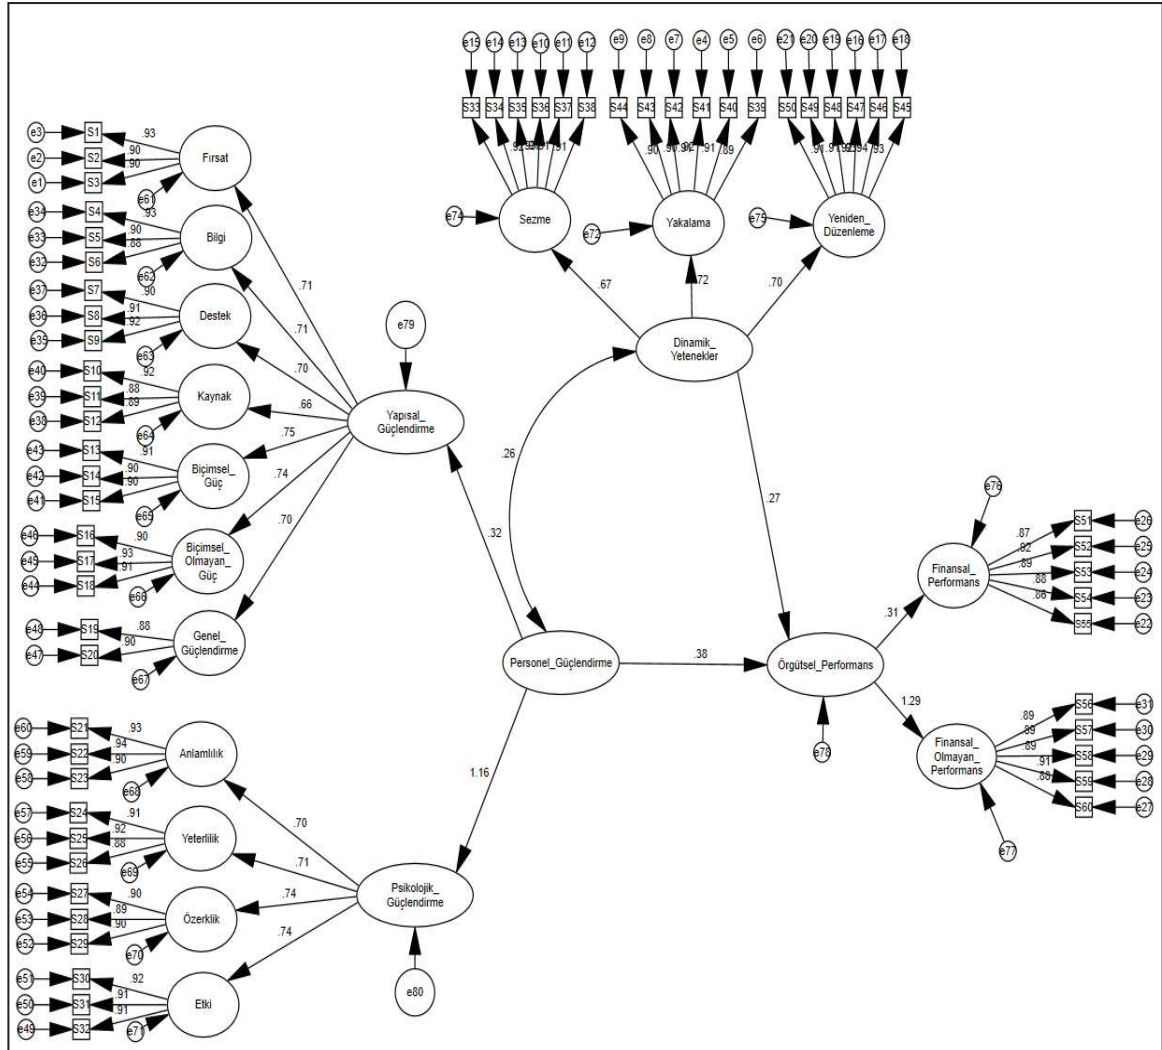 e15 e14 e13 e10 e11 e12
e9 e8 e7 e4 e5 e6
e21 e20 e19 e16 e17 e18
S33 S34 S35 S36 S37 S38
S44 S43 S42 S41 S40 S39
S50 S49 S48 S47 S46 S45
.92 .91 .91
.90 .90 .91 .89
.91 .91 .94 .93
e74
Sezme
e72
Yakalama
e75
Yeniden_
Düzenleme
.67
.72
.70
Dinamik_
Yetenekler
e3 S1 .93
e2 S2 .90
e1 S3 .90
Fırsat
e61
e34 S4 .93
e33 S5 .90
e32 S6 .88
Bilgi
e62
e37 S7 .90
e36 S8 .91
e35 S9 .92
Destek
e63
e40 S10 .92
e39 S11 .88
e38 S12 .89
Kaynak
e64
e43 S13 .91
e42 S14 .90
e41 S15 .90
Biçimsel_
Güç
e65
e46 S16 .90
e45 S17 .93
e44 S18 .91
Biçimsel_
Olmayan_
Güç
e66
e48 S19 .88
e47 S20 .90
Genel_
Güçlendirme
e67
.71
.71
.70
.66
.75
.74
.70
e79
Yapısal_
Güçlendirme
.26
.32
.27
Personel_Güçlendirme
.38
Örgütsel_Performans
e78
.31
1.29
e76
Finansal_
Performans
.87 S51 e26
.92 S52 e25
.89 S53 e24
.88 S54 e23
.86 S55 e22
Finansal_
Olmayan_
Performans
e77
.89 S56 e31
.89 S57 e30
.89 S58 e29
.91 S59 e28
.88 S60 e27
1.16
e60 S21 .93
e59 S22 .94
e58 S23 .90
Anlamlılık
e68
e57 S24 .91
e56 S25 .92
e55 S26 .88
Yeterlilik
e69
e54 S27 .90
e53 S28 .89
e52 S29 .90
Özerklik
e70
e51 S30 .92
e50 S31 .91
e49 S32 .91
Etki
e71
.70
.71
.74
.74
Psikolojik_
Güçlendirme
e80